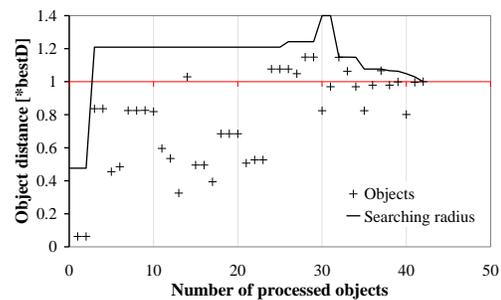 Object distance [*bestD]
1.4
1.2
1
0.8
0.6
0.4
0.2
0
Objects
Searching radius
0 10 20 30 40 50
Number of processed objects